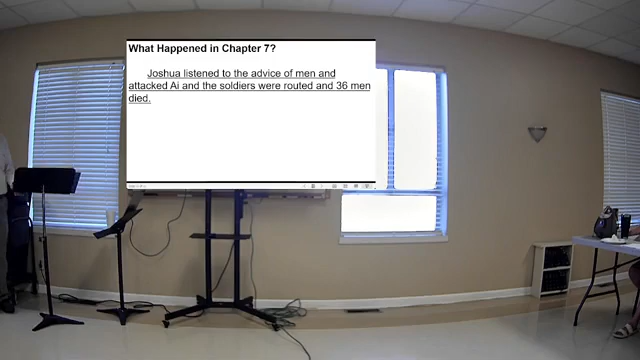 What Happened in Chapter 7?
Joshua listened to the advice of men and
attacked Ai and the soldiers were routed and 36 men
died.